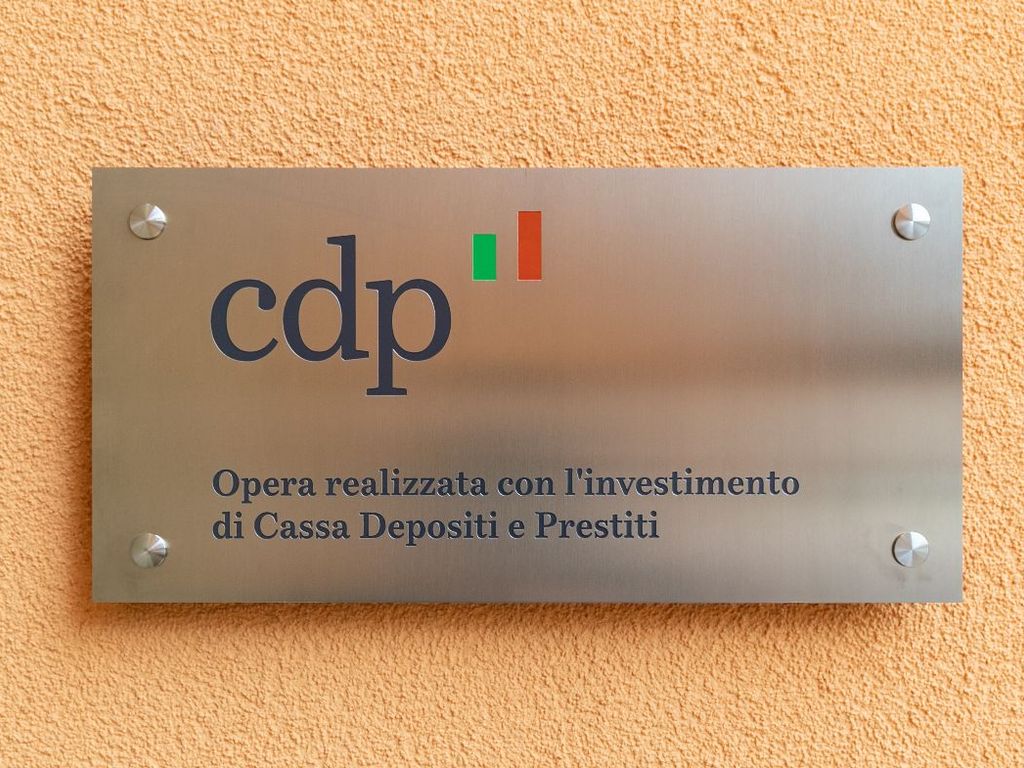 cdp
Opera realizzata con l'investimento
di Cassa Depositi e Prestiti